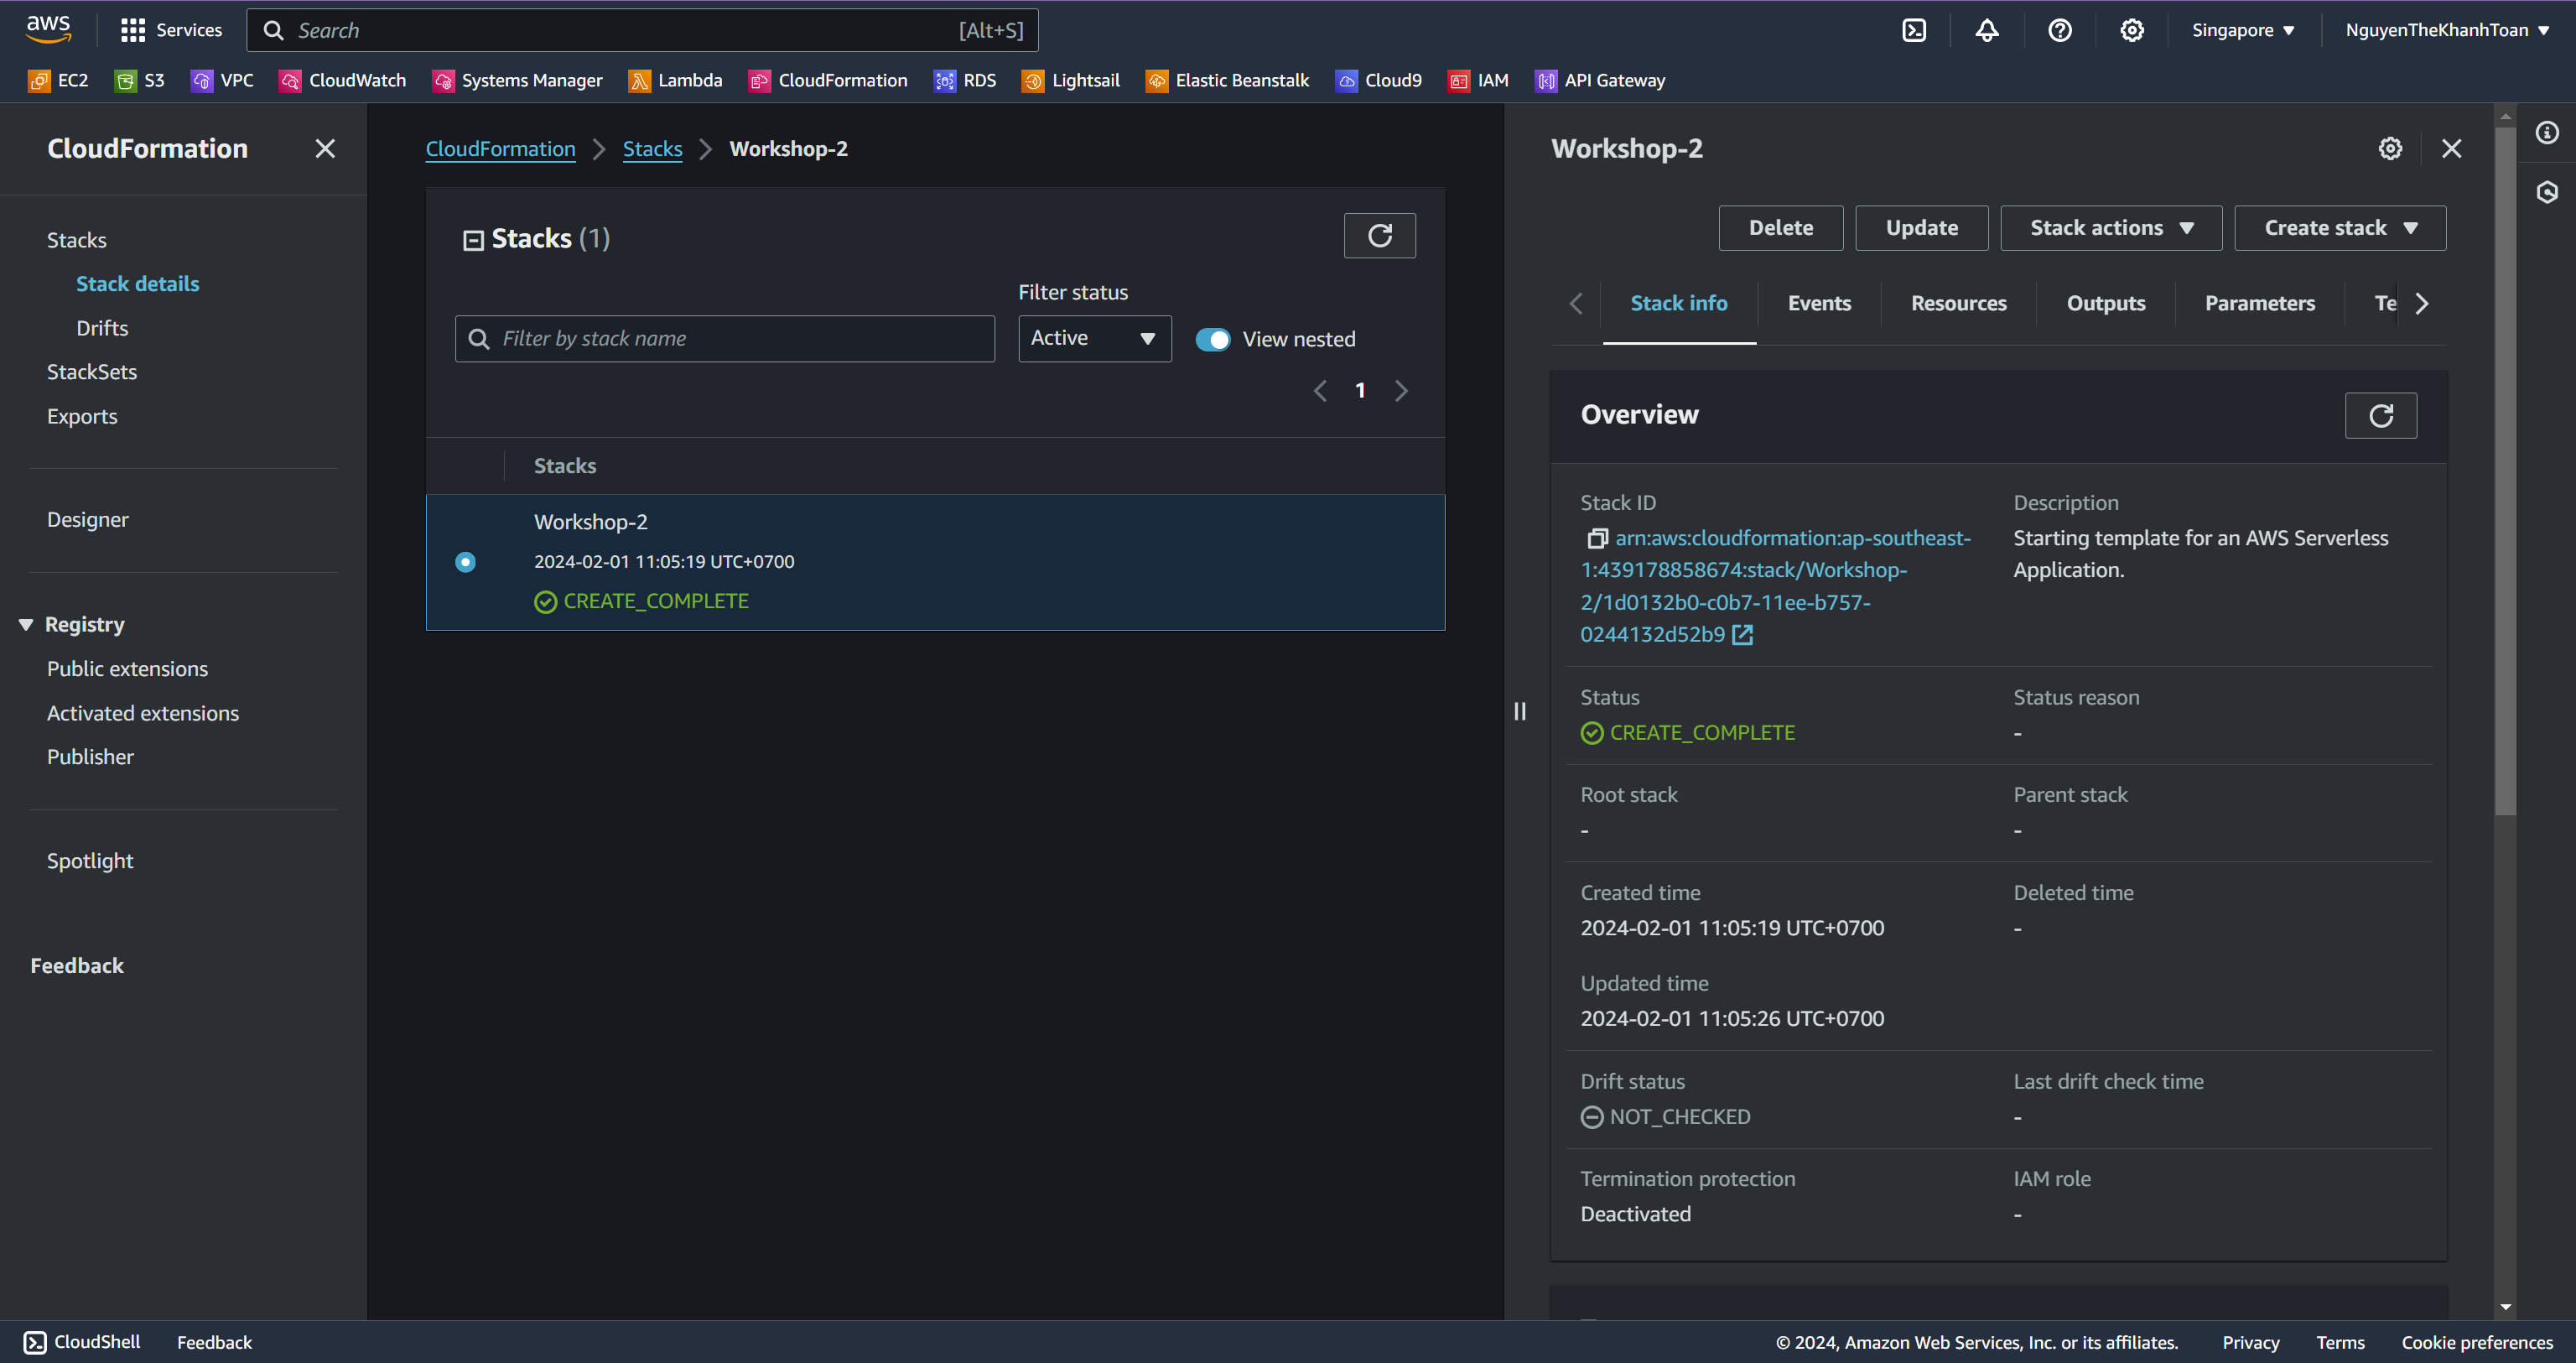 aws
Services
Search
[Alt+S]
Singapore
NguyenTheKhanhToan
EC2
S3
VPC
CloudWatch
Systems Manager
Lambda
CloudFormation
RDS
Lightsail
Elastic Beanstalk
Cloud9
IAM
API Gateway
CloudFormation
Stacks
Stack details
Drifts
StackSets
Exports
Designer
Registry
Public extensions
Activated extensions
Publisher
Spotlight
Feedback
CloudFormation
Stacks
Workshop-2
Stacks (1)
Filter status
Filter by stack name
Active
View nested
1
Stacks
Workshop-2
2024-02-01 11:05:19 UTC+0700
CREATE_COMPLETE
Workshop-2
Delete
Update
Stack actions
Create stack
Stack info
Events
Resources
Outputs
Parameters
Te
Overview
Stack ID
arn:aws:cloudformation:ap-southeast-
1:439178858674:stack/Workshop-
2/1d0132b0-c0b7-11ee-b757-
0244132d52b9
Description
Starting template for an AWS Serverless
Application.
Status
CREATE_COMPLETE
Status reason
-
Root stack
-
Parent stack
-
Created time
2024-02-01 11:05:19 UTC+0700
Deleted time
-
Updated time
2024-02-01 11:05:26 UTC+0700
Drift status
NOT_CHECKED
Last drift check time
-
Termination protection
Deactivated
IAM role
-
CloudShell
Feedback
© 2024, Amazon Web Services, Inc. or its affiliates.
Privacy
Terms
Cookie preferences